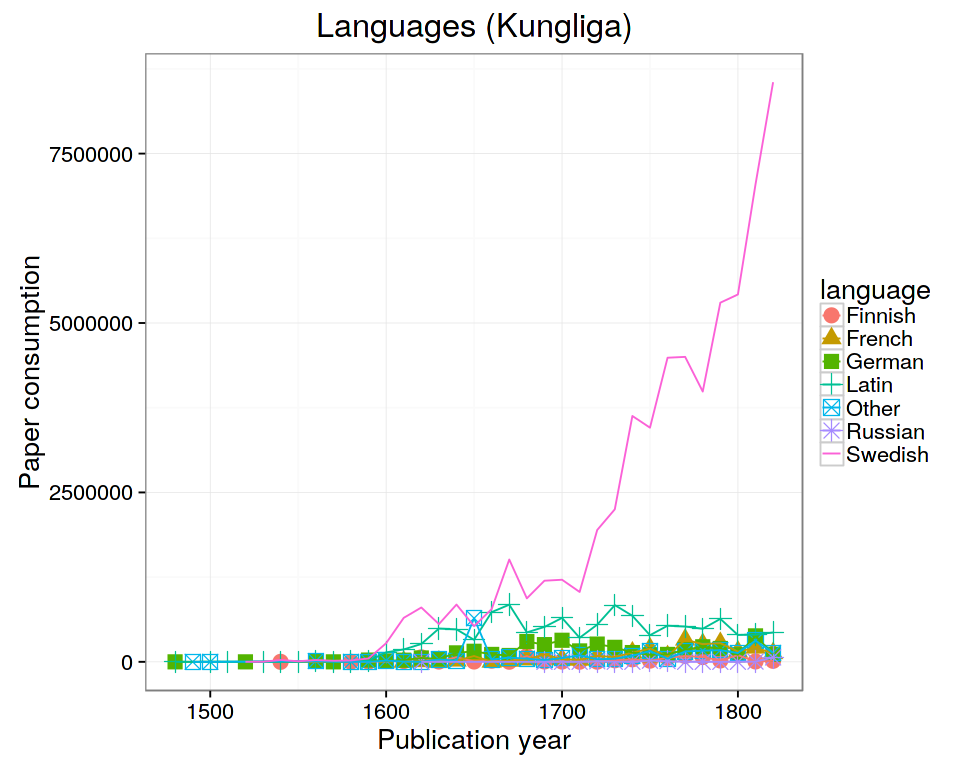 Languages (Kungliga)
Paper consumption
7500000
5000000
2500000
0
1500
1600
1700
1800
Publication year
language
Finnish
French
German
Latin
Other
Russian
Swedish